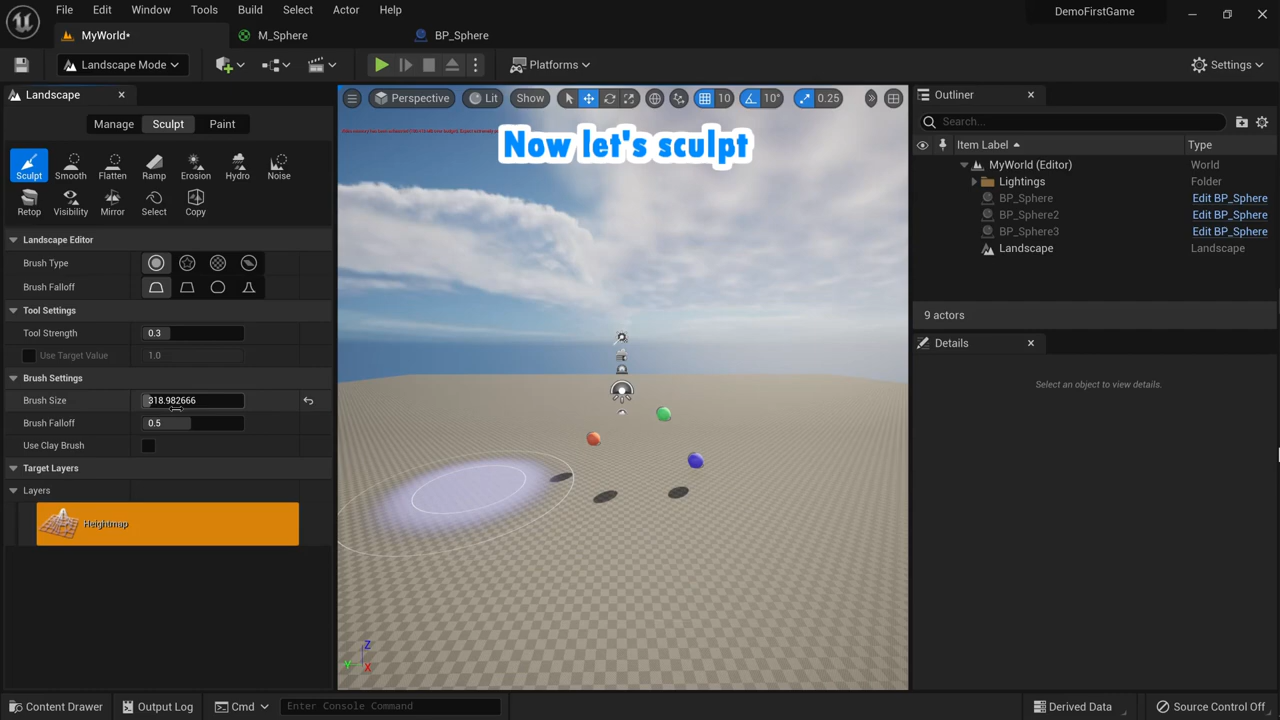 File Edit Window Tools Build Select Actor Help
DemoFirstGame
MyWorld*
M_Sphere
BP_Sphere
Landscape Mode
Platforms
Settings
Landscape
Manage Sculpt Paint
Sculpt Smooth Flatten Ramp Erosion Hydro Noise
Retop Visibility Mirror Select Copy
Landscape Editor
Brush Type
Brush Falloff
Tool Settings
Tool Strength 0.3
Use Target Value 1.0
Brush Settings
Brush Size 318.982666
Brush Falloff 0.5
Use Clay Brush
Target Layers
Layers
Heightmap
Perspective Lit Show 10 10° 0.25
Now let's sculpt
Z
Y
X
Outliner
Search...
Item Label Type
MyWorld (Editor) World
Lightings Folder
BP_Sphere Edit BP_Sphere
BP_Sphere2 Edit BP_Sphere
BP_Sphere3 Edit BP_Sphere
Landscape Landscape
9 actors
Details
Select an object to view details.
Content Drawer Output Log Cmd Enter Console Command Derived Data Source Control Off